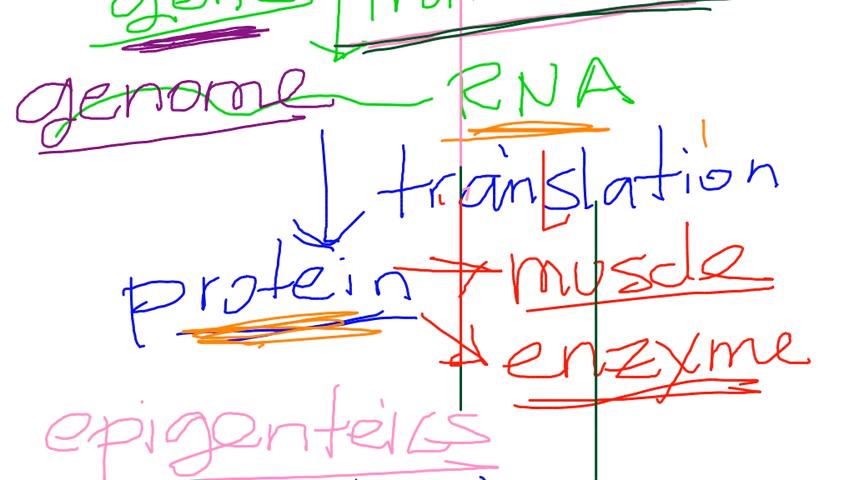 genome RNA
translation
protein muscle
enzyme
epigenteics